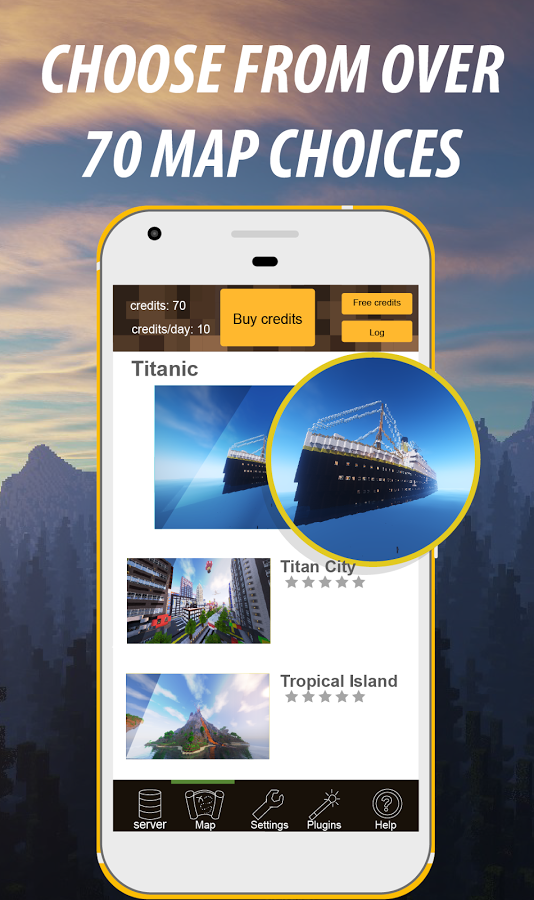 CHOOSE FROM OVER
70 MAP CHOICES
credits: 70
credits/day: 10
Buy credits
Free credits
Log
Titanic
Titan City
Tropical Island
server
Map
Settings
Plugins
Help